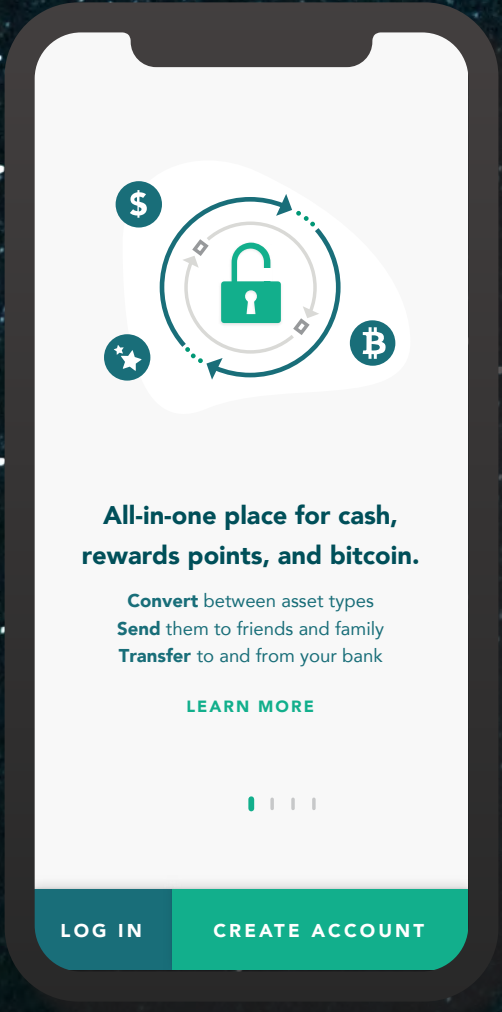 $
All-in-one place for cash,
rewards points, and bitcoin.
Convert between asset types
Send them to friends and family
Transfer to and from your bank
LEARN MORE
LOG IN
CREATE ACCOUNT